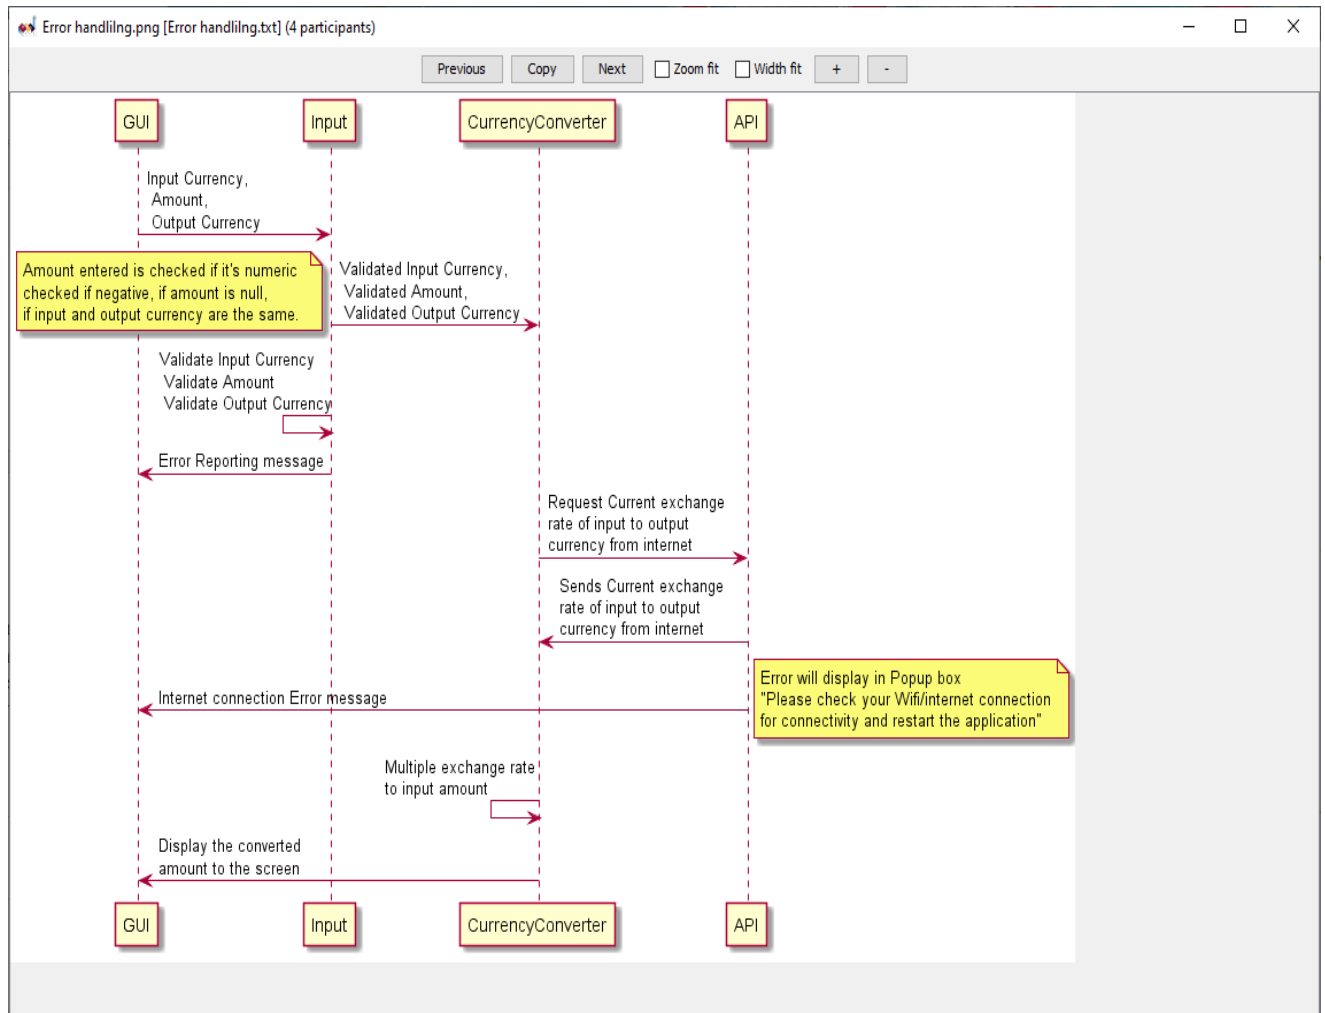 Error handlilng.png [Error handlilng.txt] (4 participants)
Previous Copy Next Zoom fit Width fit + -
GUI Input CurrencyConverter API
Input Currency,
Amount,
Output Currency
Amount entered is checked if it's numeric
checked if negative, if amount is null,
if input and output currency are the same.
Validated Input Currency,
Validated Amount,
Validated Output Currency
Validate Input Currency
Validate Amount
Validate Output Currency
Error Reporting message
Request Current exchange
rate of input to output
currency from internet
Sends Current exchange
rate of input to output
currency from internet
Internet connection Error message
Error will display in Popup box
"Please check your Wifi/internet connection
for connectivity and restart the application"
Multiple exchange rate
to input amount
Display the converted
amount to the screen
GUI Input CurrencyConverter API